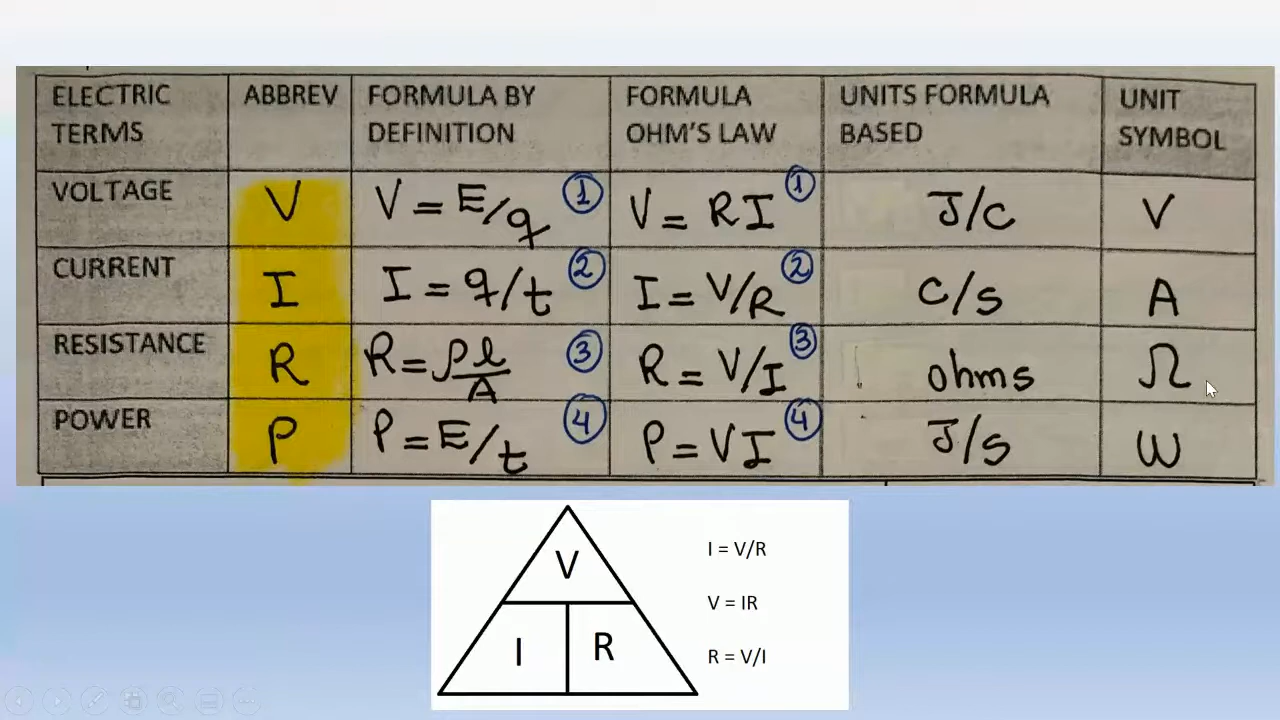 ELECTRIC TERMS ABBREV FORMULA BY DEFINITION FORMULA OHM'S LAW UNITS FORMULA BASED UNIT SYMBOL
VOLTAGE V V = E/q ① V = RI ① J/C V
CURRENT I I = q/t ② I = V/R ② C/S A
RESISTANCE R R = ρl/A ③ R = V/I ③ ohms Ω
POWER P P = E/t ④ P = VI ④ J/S W
V
I R
I = V/R
V = IR
R = V/I